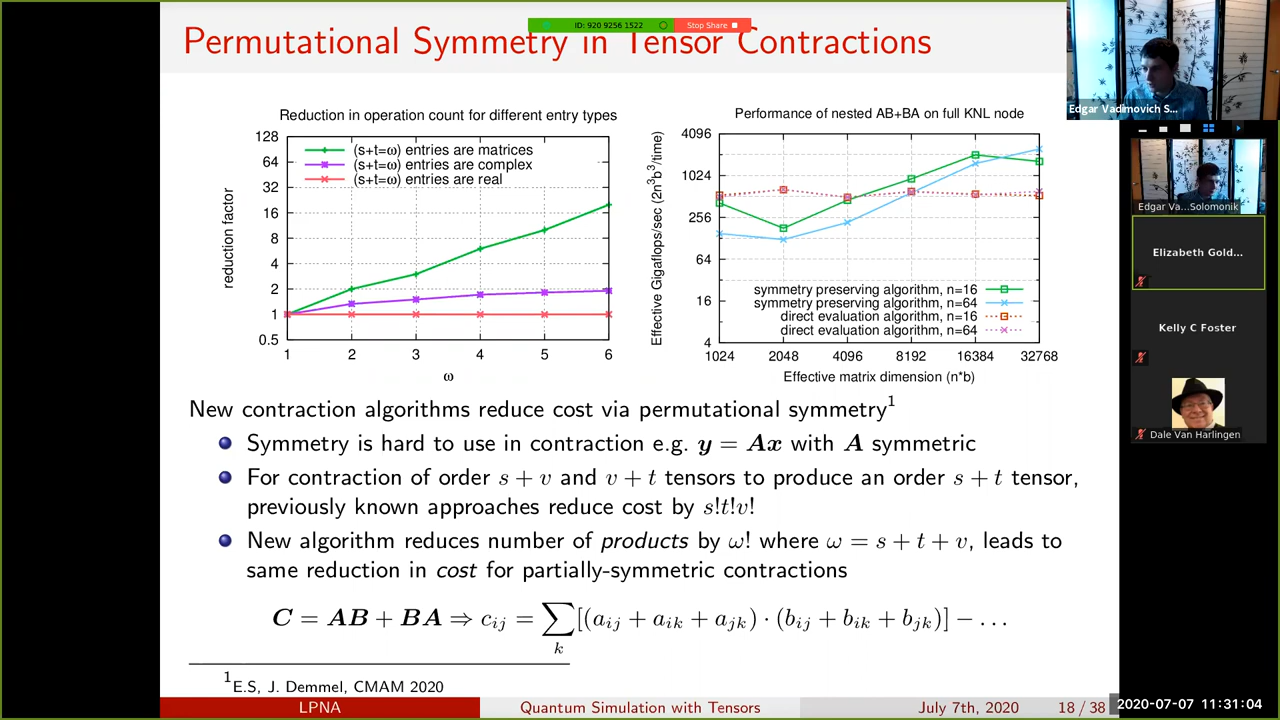 ID: 920 9256 1522
Stop Share
Permutational Symmetry in Tensor Contractions
Edgar Vadimovich S...
Reduction in operation count for different entry types
reduction factor
128
64
32
16
8
4
2
1
0.5
(s+t=ω) entries are matrices
(s+t=ω) entries are complex
(s+t=ω) entries are real
1 2 3 4 5 6
ω
Performance of nested AB+BA on full KNL node
Effective Gigaflops/sec (2n³b³/time)
4096
1024
256
64
16
4
symmetry preserving algorithm, n=16
symmetry preserving algorithm, n=64
direct evaluation algorithm, n=16
direct evaluation algorithm, n=64
1024 2048 4096 8192 16384 32768
Effective matrix dimension (n*b)
New contraction algorithms reduce cost via permutational symmetry¹
Symmetry is hard to use in contraction e.g. y = Ax with A symmetric
For contraction of order s + v and v + t tensors to produce an order s + t tensor,
previously known approaches reduce cost by s!t!v!
New algorithm reduces number of products by ω! where ω = s + t + v, leads to
same reduction in cost for partially-symmetric contractions
C = AB + BA ⇒ cᵢⱼ = ∑ₖ [(aᵢⱼ + aᵢₖ + aⱼₖ) · (bᵢⱼ + bᵢₖ + bⱼₖ)] − …
¹E.S, J. Demmel, CMAM 2020
LPNA Quantum Simulation with Tensors July 7th, 2020 18 / 38
Edgar Va...Solomonik
Elizabeth Gold...
Kelly C Foster
Dale Van Harlingen
2020-07-07 11:31:04